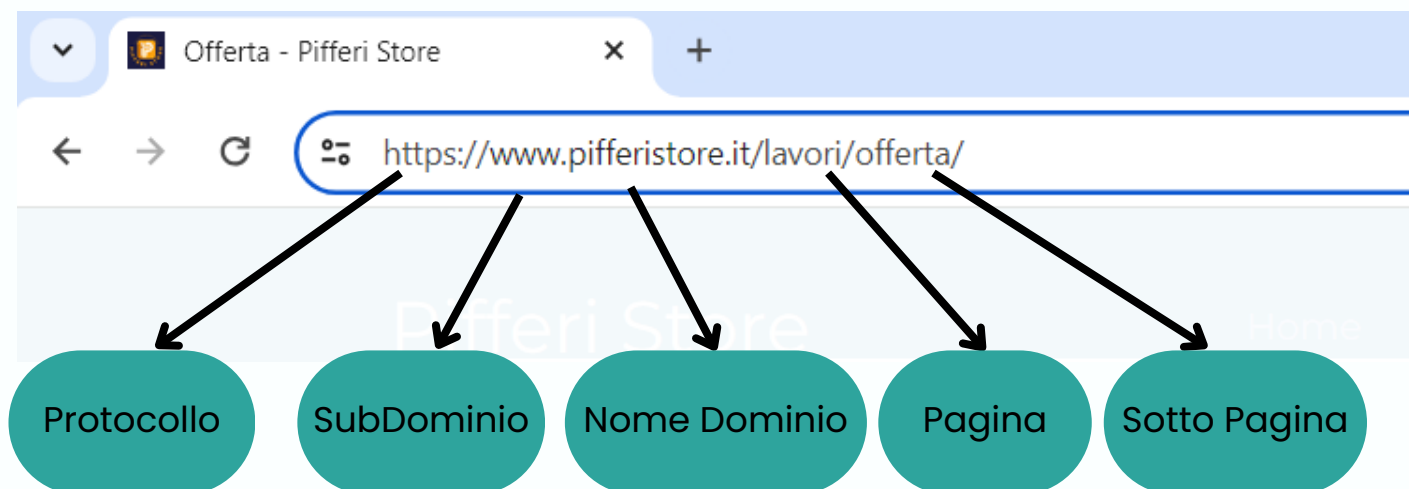 Offerta - Pifferi Store
https://www.pifferistore.it/lavori/offerta/
Pifferi Store
Home
Protocollo
SubDominio
Nome Dominio
Pagina
Sotto Pagina